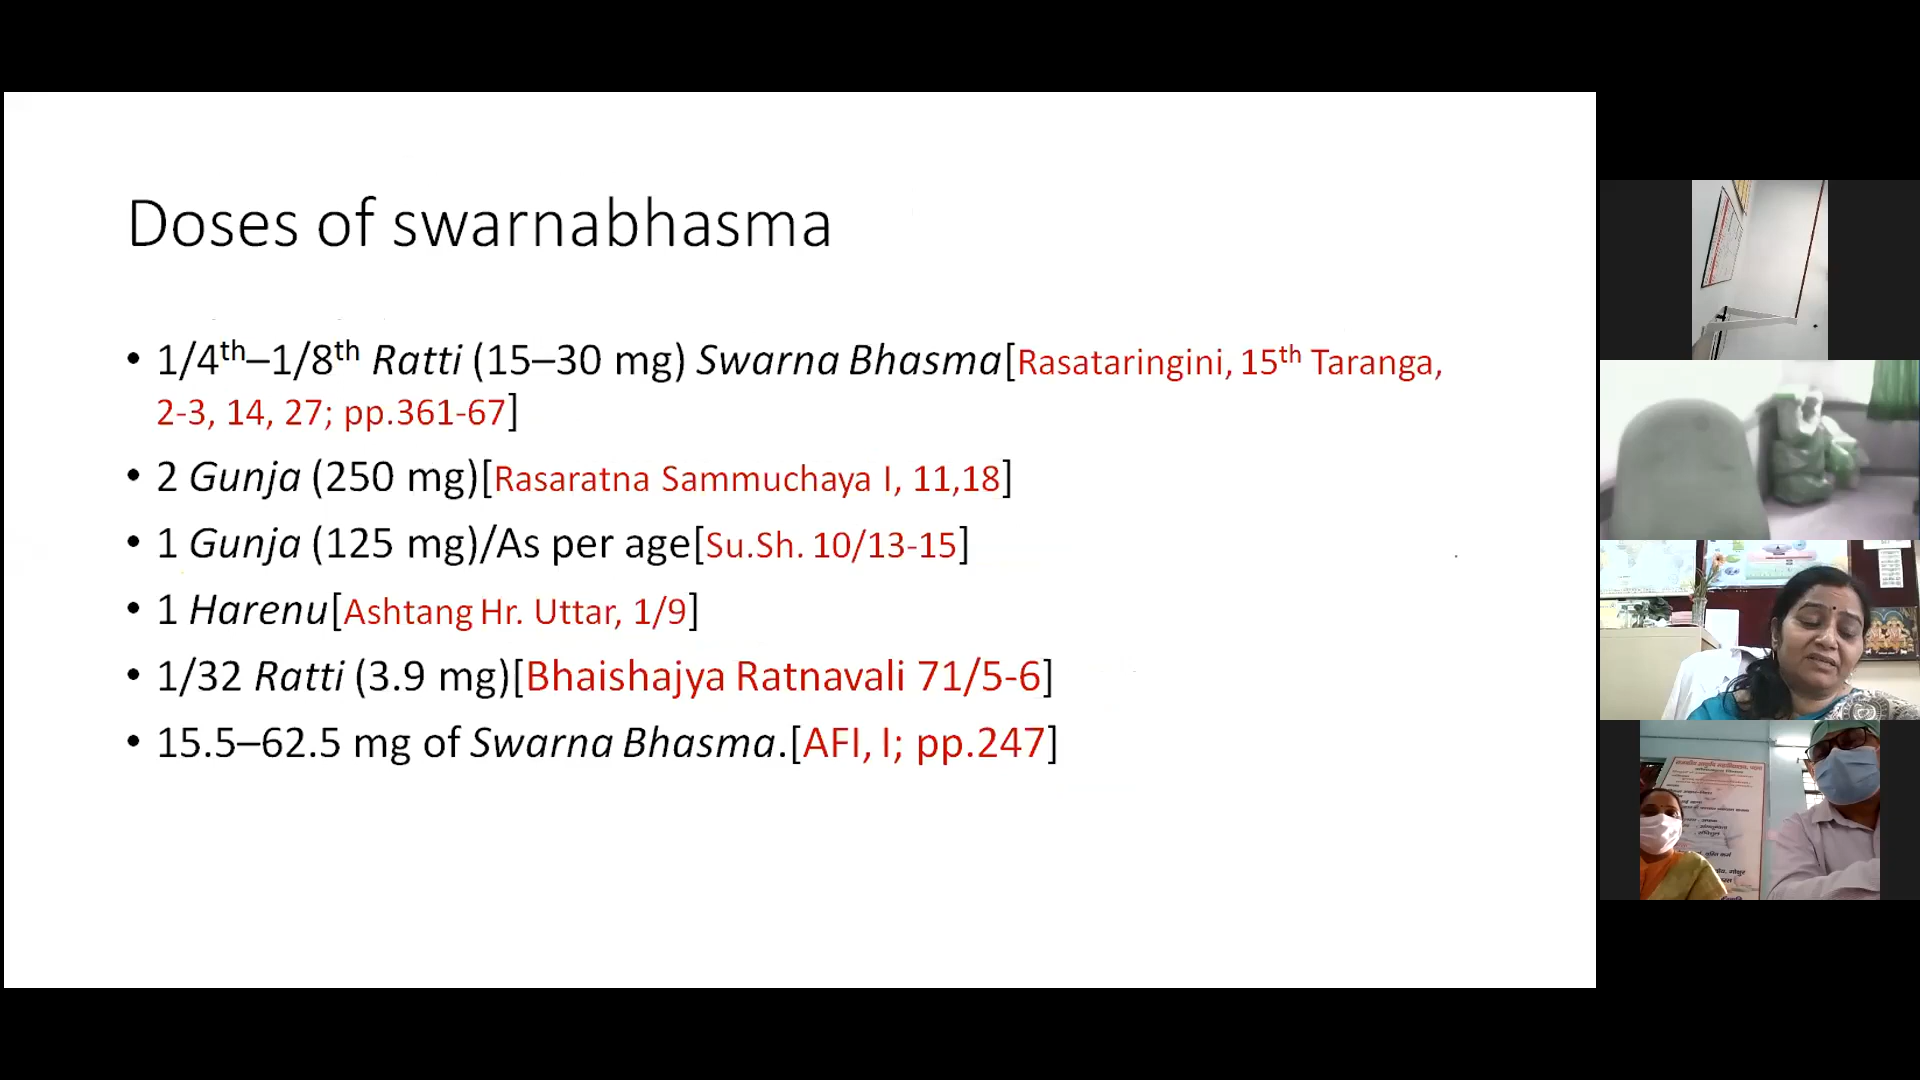 Doses of swarnabhasma
• 1/4th–1/8th Ratti (15–30 mg) Swarna Bhasma[Rasataringini, 15th Taranga,
2-3, 14, 27; pp.361-67]
• 2 Gunja (250 mg)[Rasaratna Sammuchaya I, 11,18]
• 1 Gunja (125 mg)/As per age[Su.Sh. 10/13-15]
• 1 Harenu[Ashtang Hr. Uttar, 1/9]
• 1/32 Ratti (3.9 mg)[Bhaishajya Ratnavali 71/5-6]
• 15.5–62.5 mg of Swarna Bhasma.[AFI, I; pp.247]